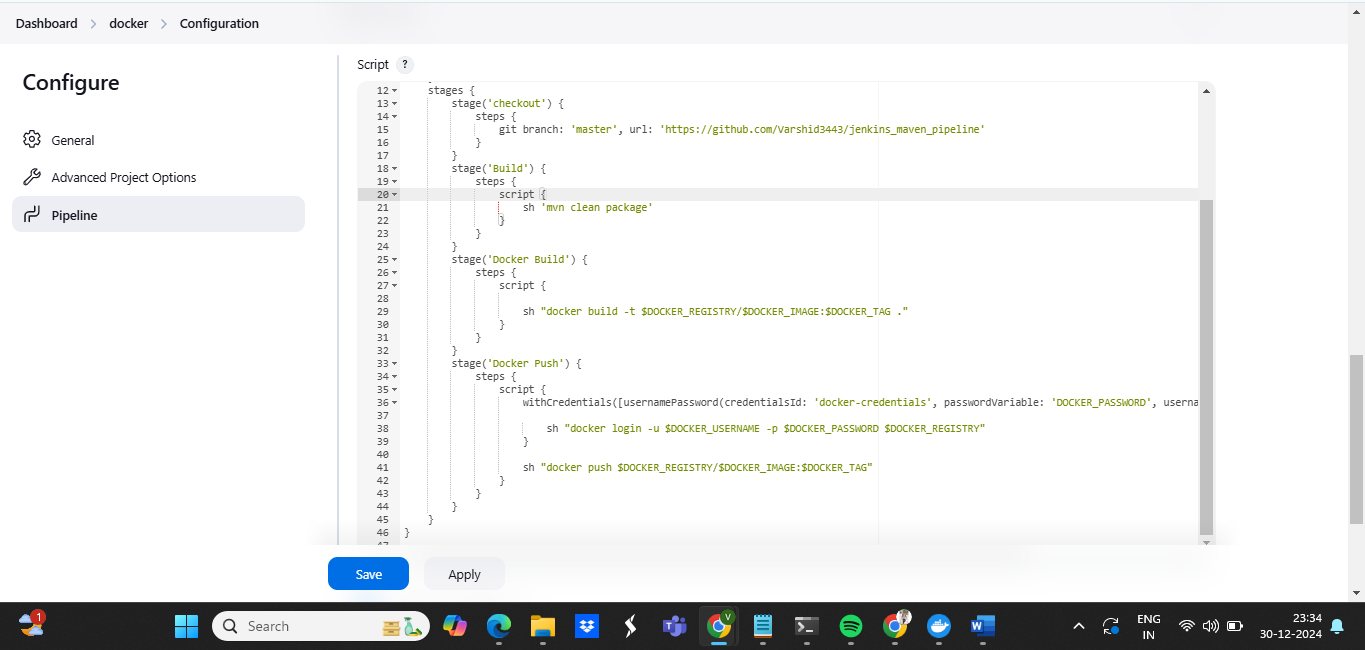 Dashboard > docker > Configuration
Configure
General
Advanced Project Options
Pipeline
Script ?
12 stages {
13 stage('checkout') {
14 steps {
15 git branch: 'master', url: 'https://github.com/Varshid3443/jenkins_maven_pipeline'
16 }
17 }
18 stage('Build') {
19 steps {
20 script {
21 sh 'mvn clean package'
22 }
23 }
24 }
25 stage('Docker Build') {
26 steps {
27 script {
28
29 sh "docker build -t $DOCKER_REGISTRY/$DOCKER_IMAGE:$DOCKER_TAG ."
30 }
31 }
32 }
33 stage('Docker Push') {
34 steps {
35 script {
36 withCredentials([usernamePassword(credentialsId: 'docker-credentials', passwordVariable: 'DOCKER_PASSWORD', userna
37
38 sh "docker login -u $DOCKER_USERNAME -p $DOCKER_PASSWORD $DOCKER_REGISTRY"
39 }
40
41 sh "docker push $DOCKER_REGISTRY/$DOCKER_IMAGE:$DOCKER_TAG"
42 }
43 }
44 }
45 }
46 }
Save
Apply
1
Search
ENG
IN
23:34
30-12-2024